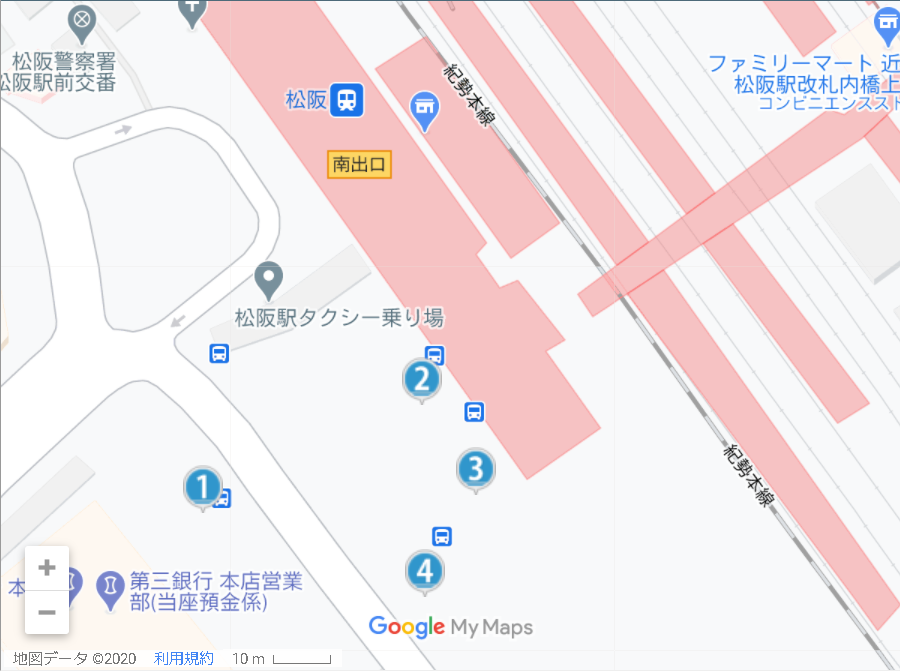 松阪警察署
松阪駅前交番
松阪
南出口
紀勢本線
ファミリーマート 近
松阪駅改札内橋上
コンビニエンススト
松阪駅タクシー乗り場
1
2
3
4
紀勢本線
本
第三銀行 本店営業
部(当座預金係)
+
−
Google My Maps
地図データ ©2020
利用規約
10 m